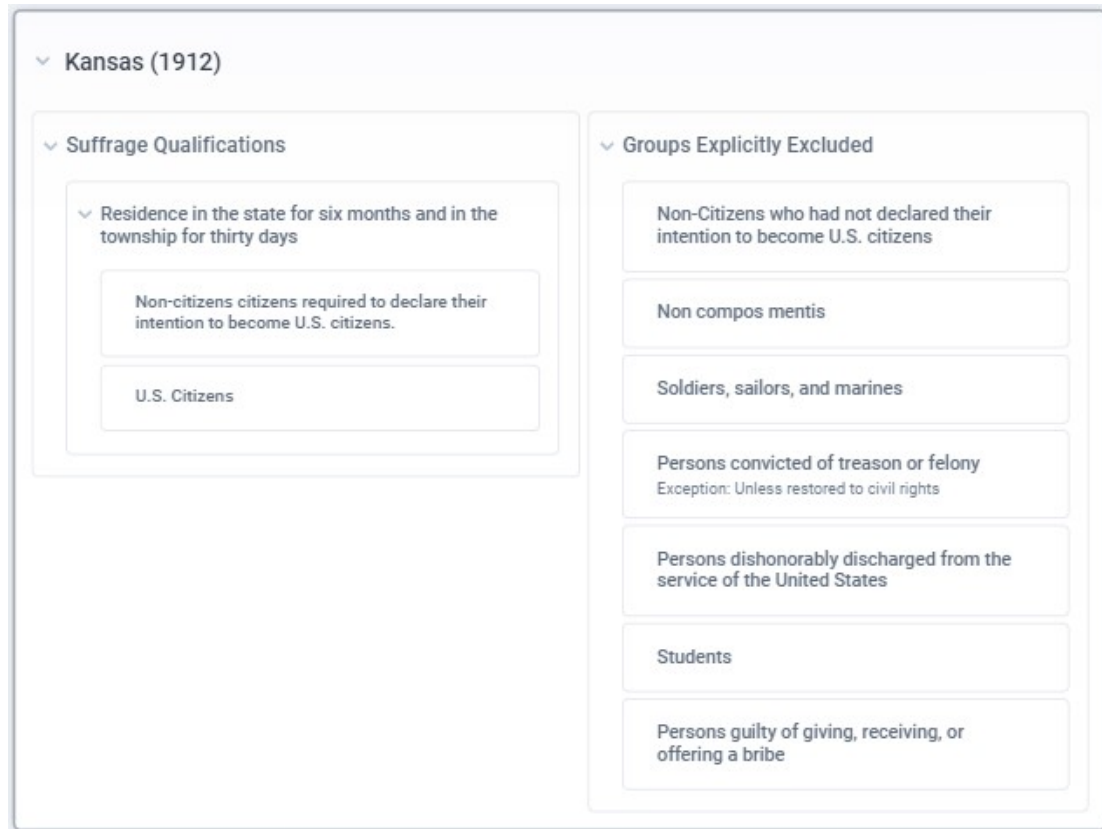 Kansas (1912)
Suffrage Qualifications
Residence in the state for six months and in the
township for thirty days
Non-citizens citizens required to declare their
intention to become U.S. citizens.
U.S. Citizens
Groups Explicitly Excluded
Non-Citizens who had not declared their
intention to become U.S. citizens
Non compos mentis
Soldiers, sailors, and marines
Persons convicted of treason or felony
Exception: Unless restored to civil rights
Persons dishonorably discharged from the
service of the United States
Students
Persons guilty of giving, receiving, or
offering a bribe